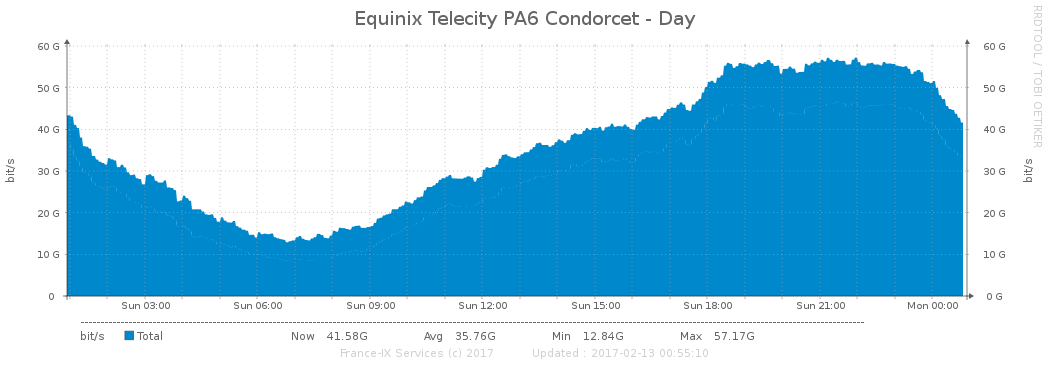 Equinix Telecity PA6 Condorcet - Day
RRDTOOL / TOBI OETIKER
60 G 60 G
50 G 50 G
40 G 40 G
30 G 30 G
20 G 20 G
10 G 10 G
0 0 G
bit/s bit/s
Sun 03:00 Sun 06:00 Sun 09:00 Sun 12:00 Sun 15:00 Sun 18:00 Sun 21:00 Mon 00:00
bit/s Total Now 41.58G Avg 35.76G Min 12.84G Max 57.17G
France-IX Services (c) 2017 Updated : 2017-02-13 00:55:10